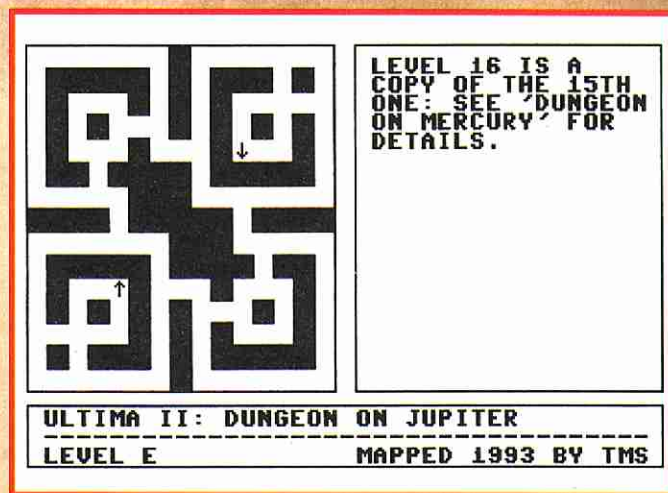 LEVEL 16 IS A
COPY OF THE 15TH
ONE: SEE 'DUNGEON
ON MERCURY' FOR
DETAILS.
ULTIMA II: DUNGEON ON JUPITER
LEVEL E
MAPPED 1993 BY TMS